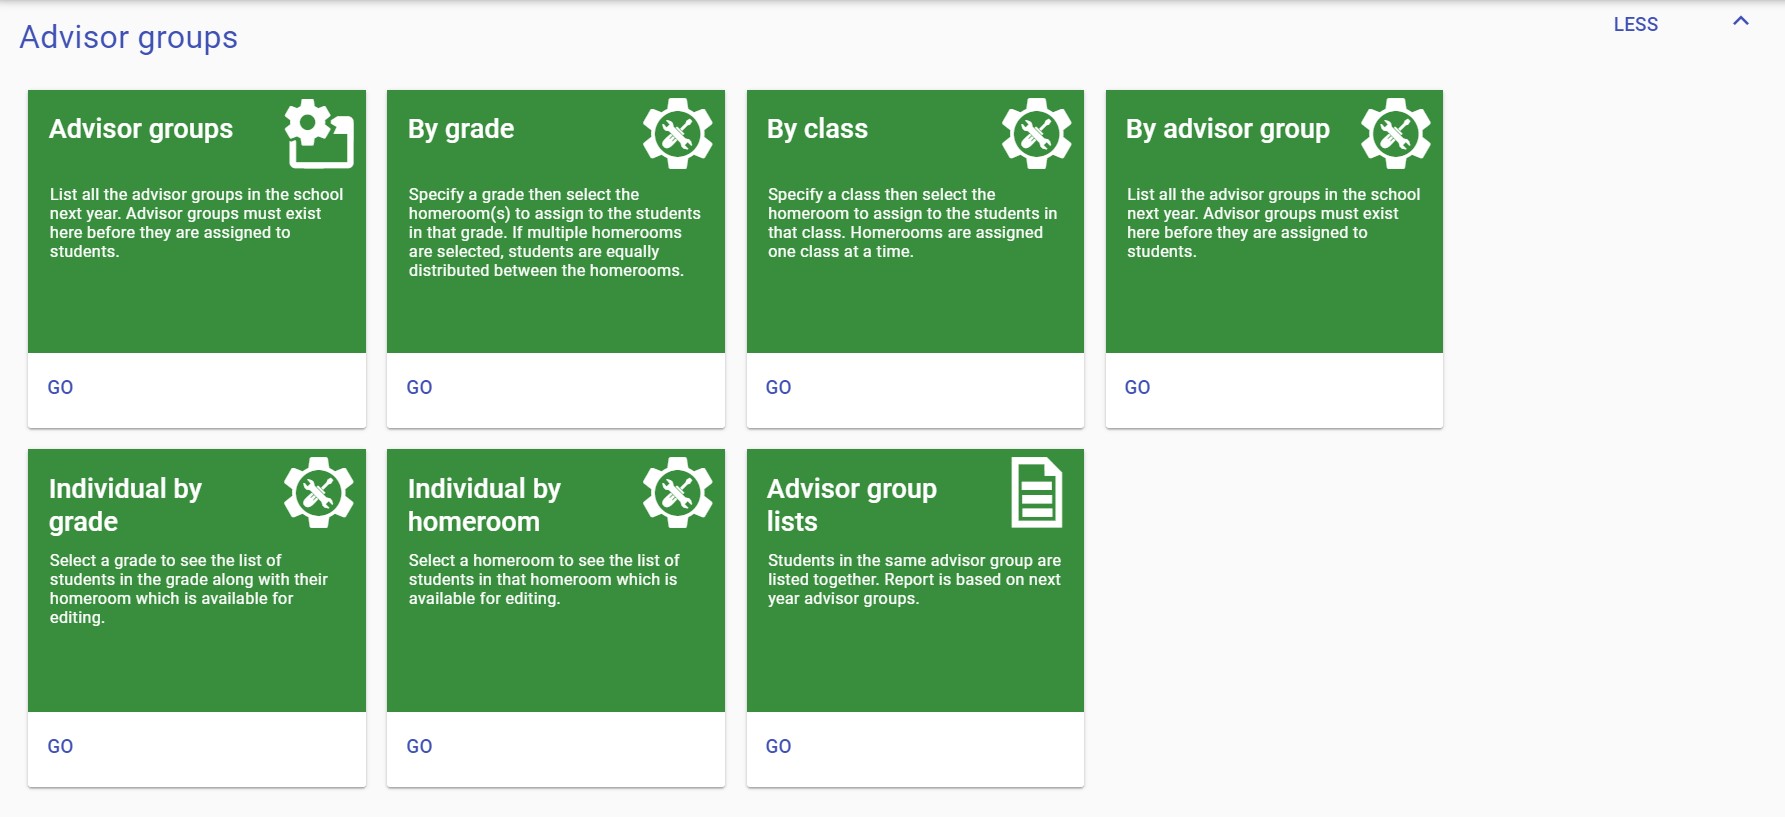 Advisor groups
LESS
Advisor groups
List all the advisor groups in the school
next year. Advisor groups must exist
here before they are assigned to
students.
GO
By grade
Specify a grade then select the
homeroom(s) to assign to the students
in that grade. If multiple homerooms
are selected, students are equally
distributed between the homerooms.
GO
By class
Specify a class then select the
homeroom to assign to the students in
that class. Homerooms are assigned
one class at a time.
GO
By advisor group
List all the advisor groups in the school
next year. Advisor groups must exist
here before they are assigned to
students.
GO
Individual by
grade
Select a grade to see the list of
students in the grade along with their
homeroom which is available for
editing.
GO
Individual by
homeroom
Select a homeroom to see the list of
students in that homeroom which is
available for editing.
GO
Advisor group
lists
Students in the same advisor group are
listed together. Report is based on next
year advisor groups.
GO